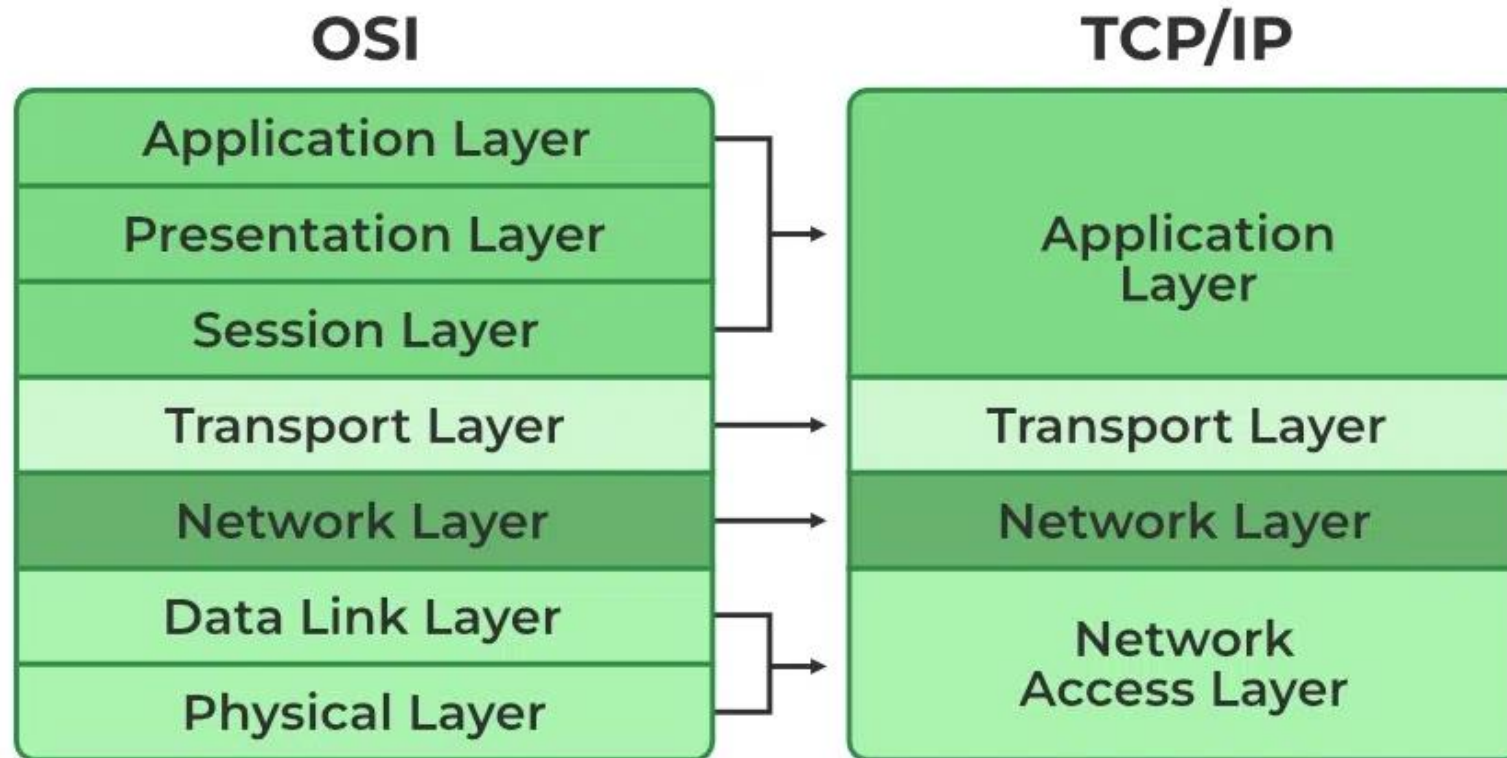 OSI
Application Layer
Presentation Layer
Session Layer
Transport Layer
Network Layer
Data Link Layer
Physical Layer
TCP/IP
Application
Layer
Transport Layer
Network Layer
Network
Access Layer